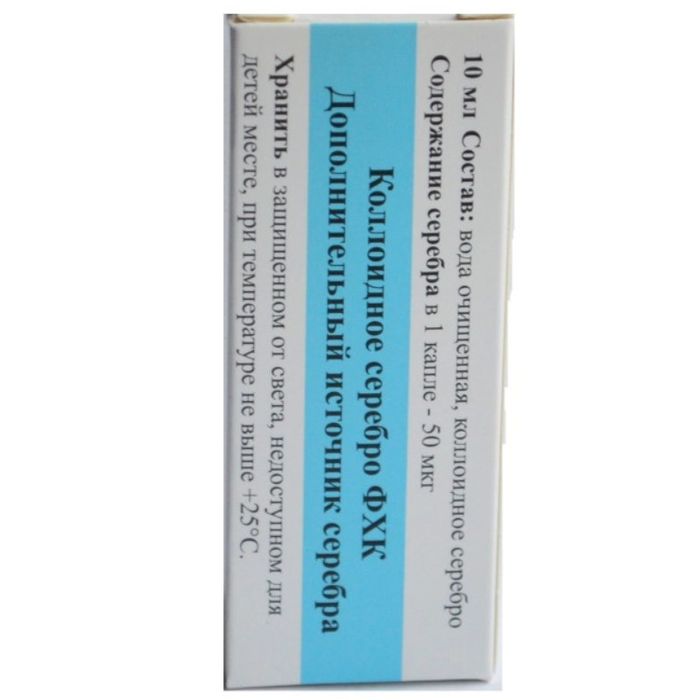 10 мл Состав: вода очищенная, коллоидное серебро
Содержание серебра в 1 капле - 50 мкг
Коллоидное серебро ФХК
Дополнительный источник серебра
Хранить в защищенном от света, недоступном для
детей месте, при температуре не выше +25°С.